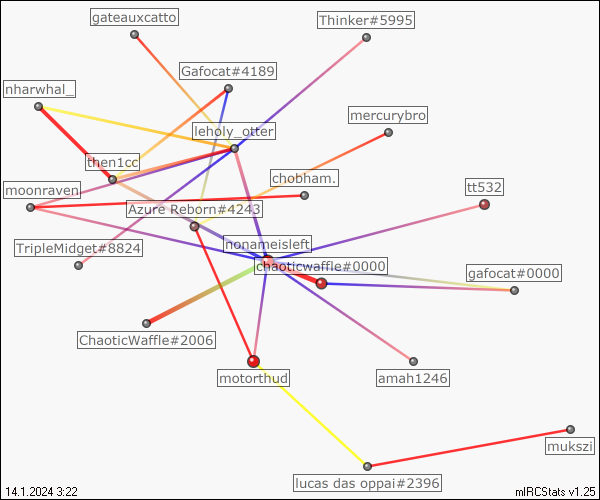 gateauxcatto
Thinker#5995
Gafocat#4189
nharwhal_
mercurybro
leholy_otter
then1cc
chobham.
moonraven
tt532
Azure Reborn#4243
TripleMidget#8824
nonameisleft
chaoticwaffle#0000
gafocat#0000
ChaoticWaffle#2006
motorthud
amah1246
mukszi
lucas das oppai#2396
14.1.2024 3:22
mIRCStats v1.25